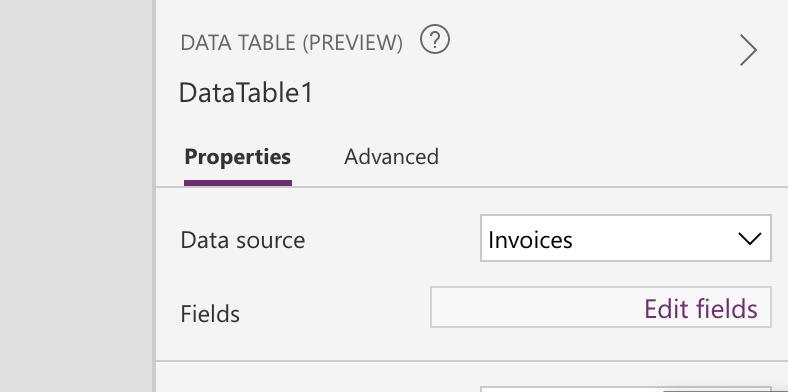 DATA TABLE (PREVIEW) ?
DataTable1
Properties Advanced
Data source Invoices
Fields Edit fields